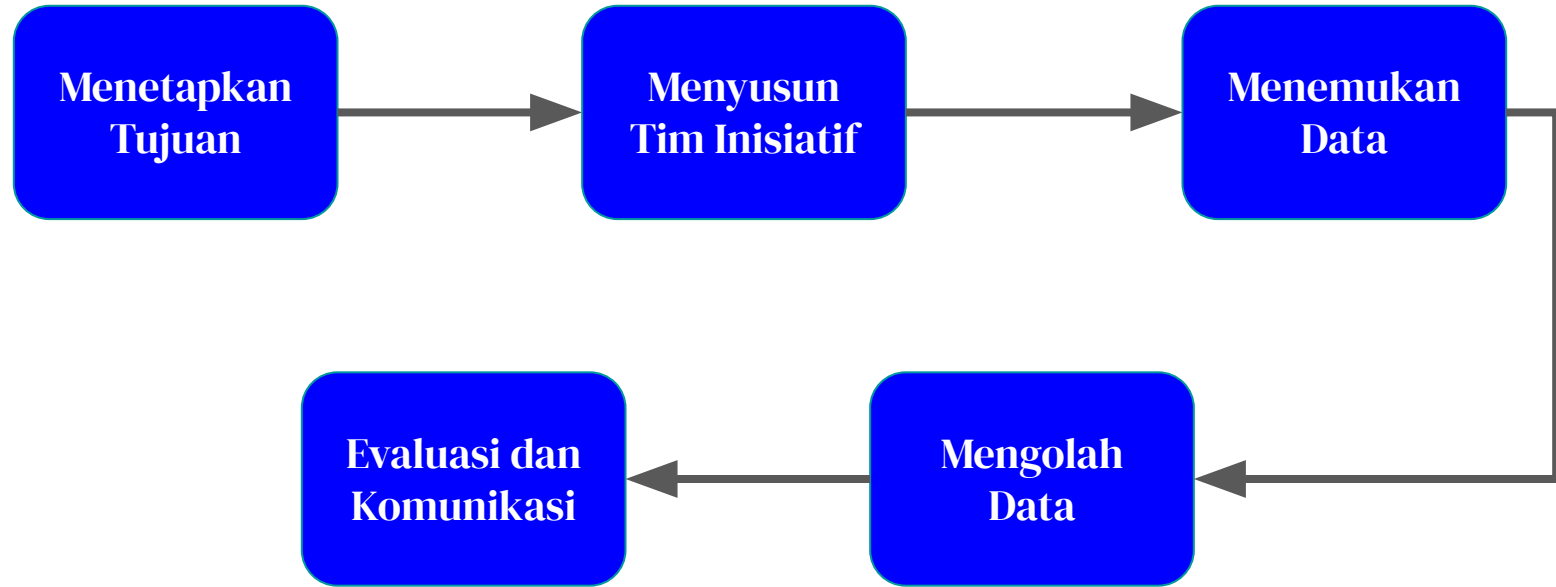 Menetapkan
Tujuan
Menyusun
Tim Inisiatif
Menemukan
Data
Mengolah
Data
Evaluasi dan
Komunikasi